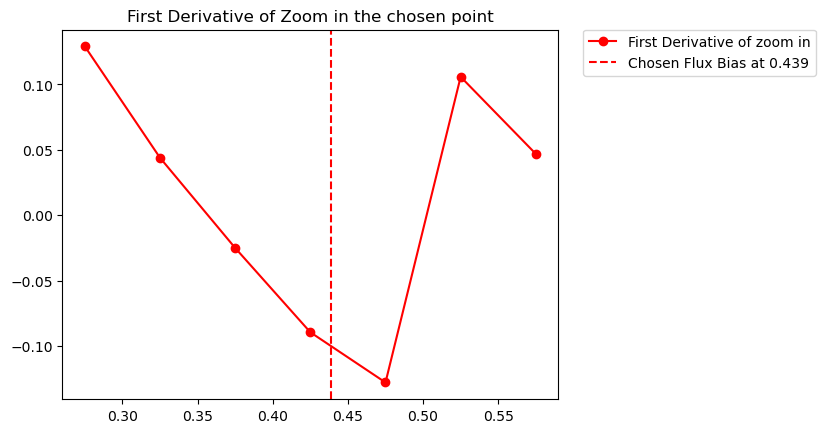 First Derivative of Zoom in the chosen point
First Derivative of zoom in
Chosen Flux Bias at 0.439
0.10
0.05
0.00
−0.05
−0.10
0.30 0.35 0.40 0.45 0.50 0.55